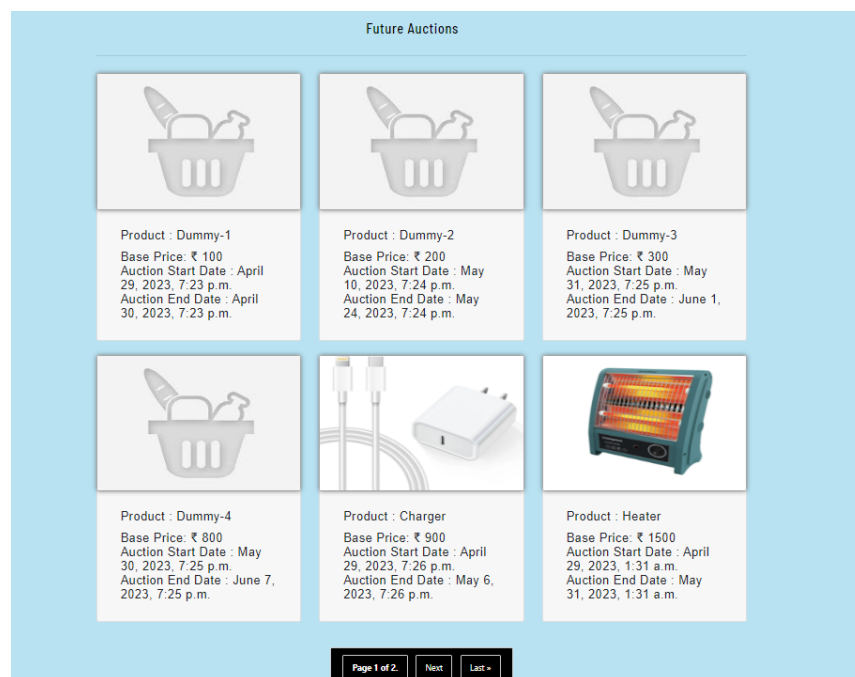 Future Auctions
Product : Dummy-1
Base Price: ₹ 100
Auction Start Date : April
29, 2023, 7:23 p.m.
Auction End Date : April
30, 2023, 7:23 p.m.
Product : Dummy-2
Base Price: ₹ 200
Auction Start Date : May
10, 2023, 7:24 p.m.
Auction End Date : May
24, 2023, 7:24 p.m.
Product : Dummy-3
Base Price: ₹ 300
Auction Start Date : May
31, 2023, 7:25 p.m.
Auction End Date : June 1,
2023, 7:25 p.m.
Product : Dummy-4
Base Price: ₹ 800
Auction Start Date : May
30, 2023, 7:25 p.m.
Auction End Date : June 7,
2023, 7:25 p.m.
Product : Charger
Base Price: ₹ 900
Auction Start Date : April
29, 2023, 7:26 p.m.
Auction End Date : May 6,
2023, 7:26 p.m.
Product : Heater
Base Price: ₹ 1500
Auction Start Date : April
29, 2023, 1:31 a.m.
Auction End Date : May
31, 2023, 1:31 a.m.
Page 1 of 2. Next Last »